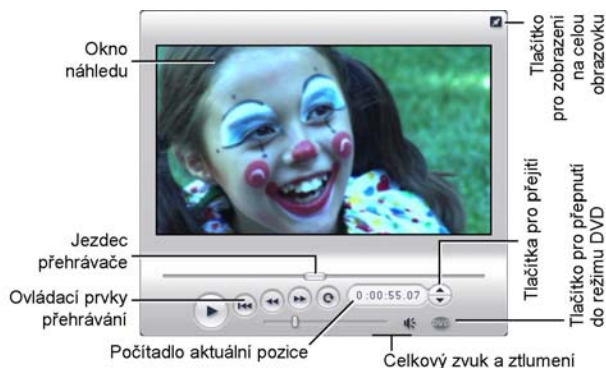 Okno
náhledu
Tlačítko
pro zobrazení
na celou
obrazovku
Jezdec
přehrávače
Ovládací prvky
přehrávání
Tlačítka pro přejití
Tlačítko pro přepnutí
do režimu DVD
0:00:55.07
DVD
Počítadlo aktuální pozice
Celkový zvuk a ztlumení